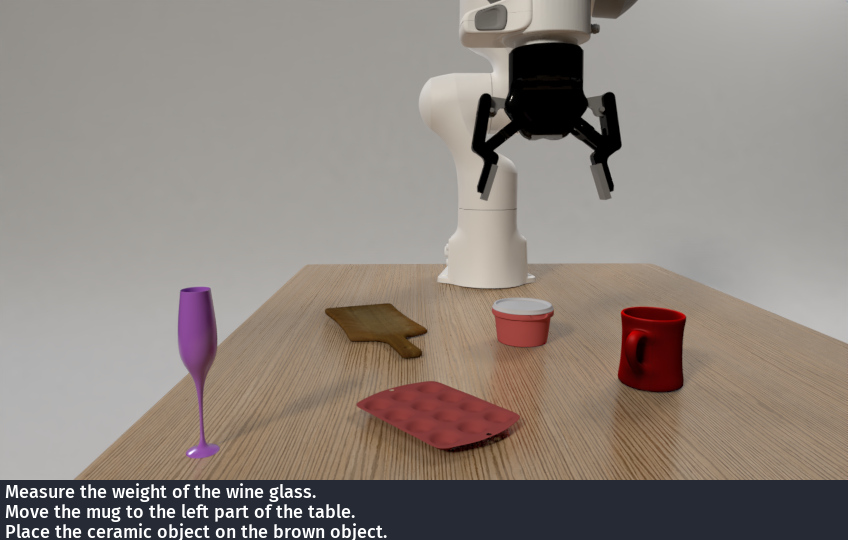 Measure the weight of the wine glass.
Move the mug to the left part of the table.
Place the ceramic object on the brown object.